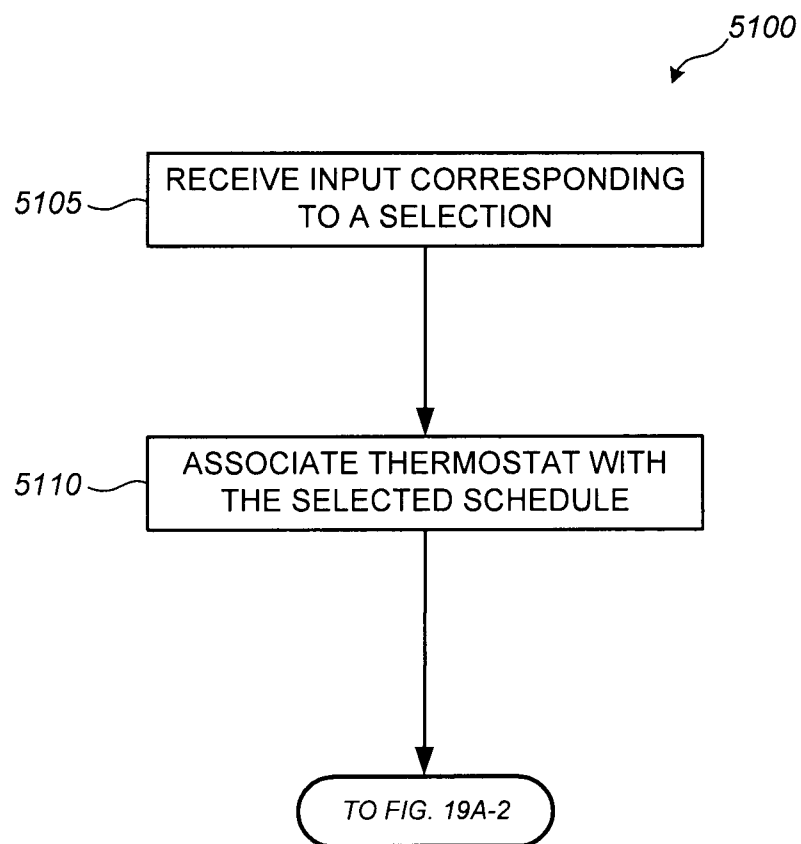 5100
RECEIVE INPUT CORRESPONDING
TO A SELECTION
5105
ASSOCIATE THERMOSTAT WITH
THE SELECTED SCHEDULE
5110
TO FIG. 19A-2